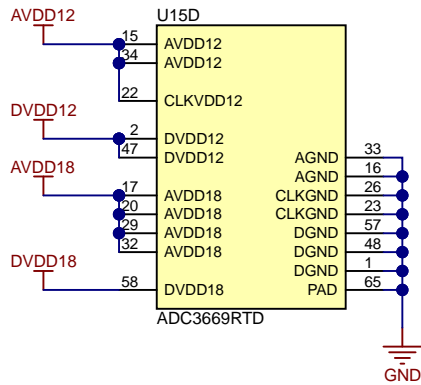 U15D
AVDD12
15 AVDD12
34 AVDD12
22 CLKVDD12
DVDD12
2 DVDD12
47 DVDD12
AVDD18
17 AVDD18
20 AVDD18
29 AVDD18
32 AVDD18
DVDD18
58 DVDD18
AGND 33
AGND 16
CLKGND 26
CLKGND 23
DGND 57
DGND 48
DGND 1
PAD 65
ADC3669RTD
GND